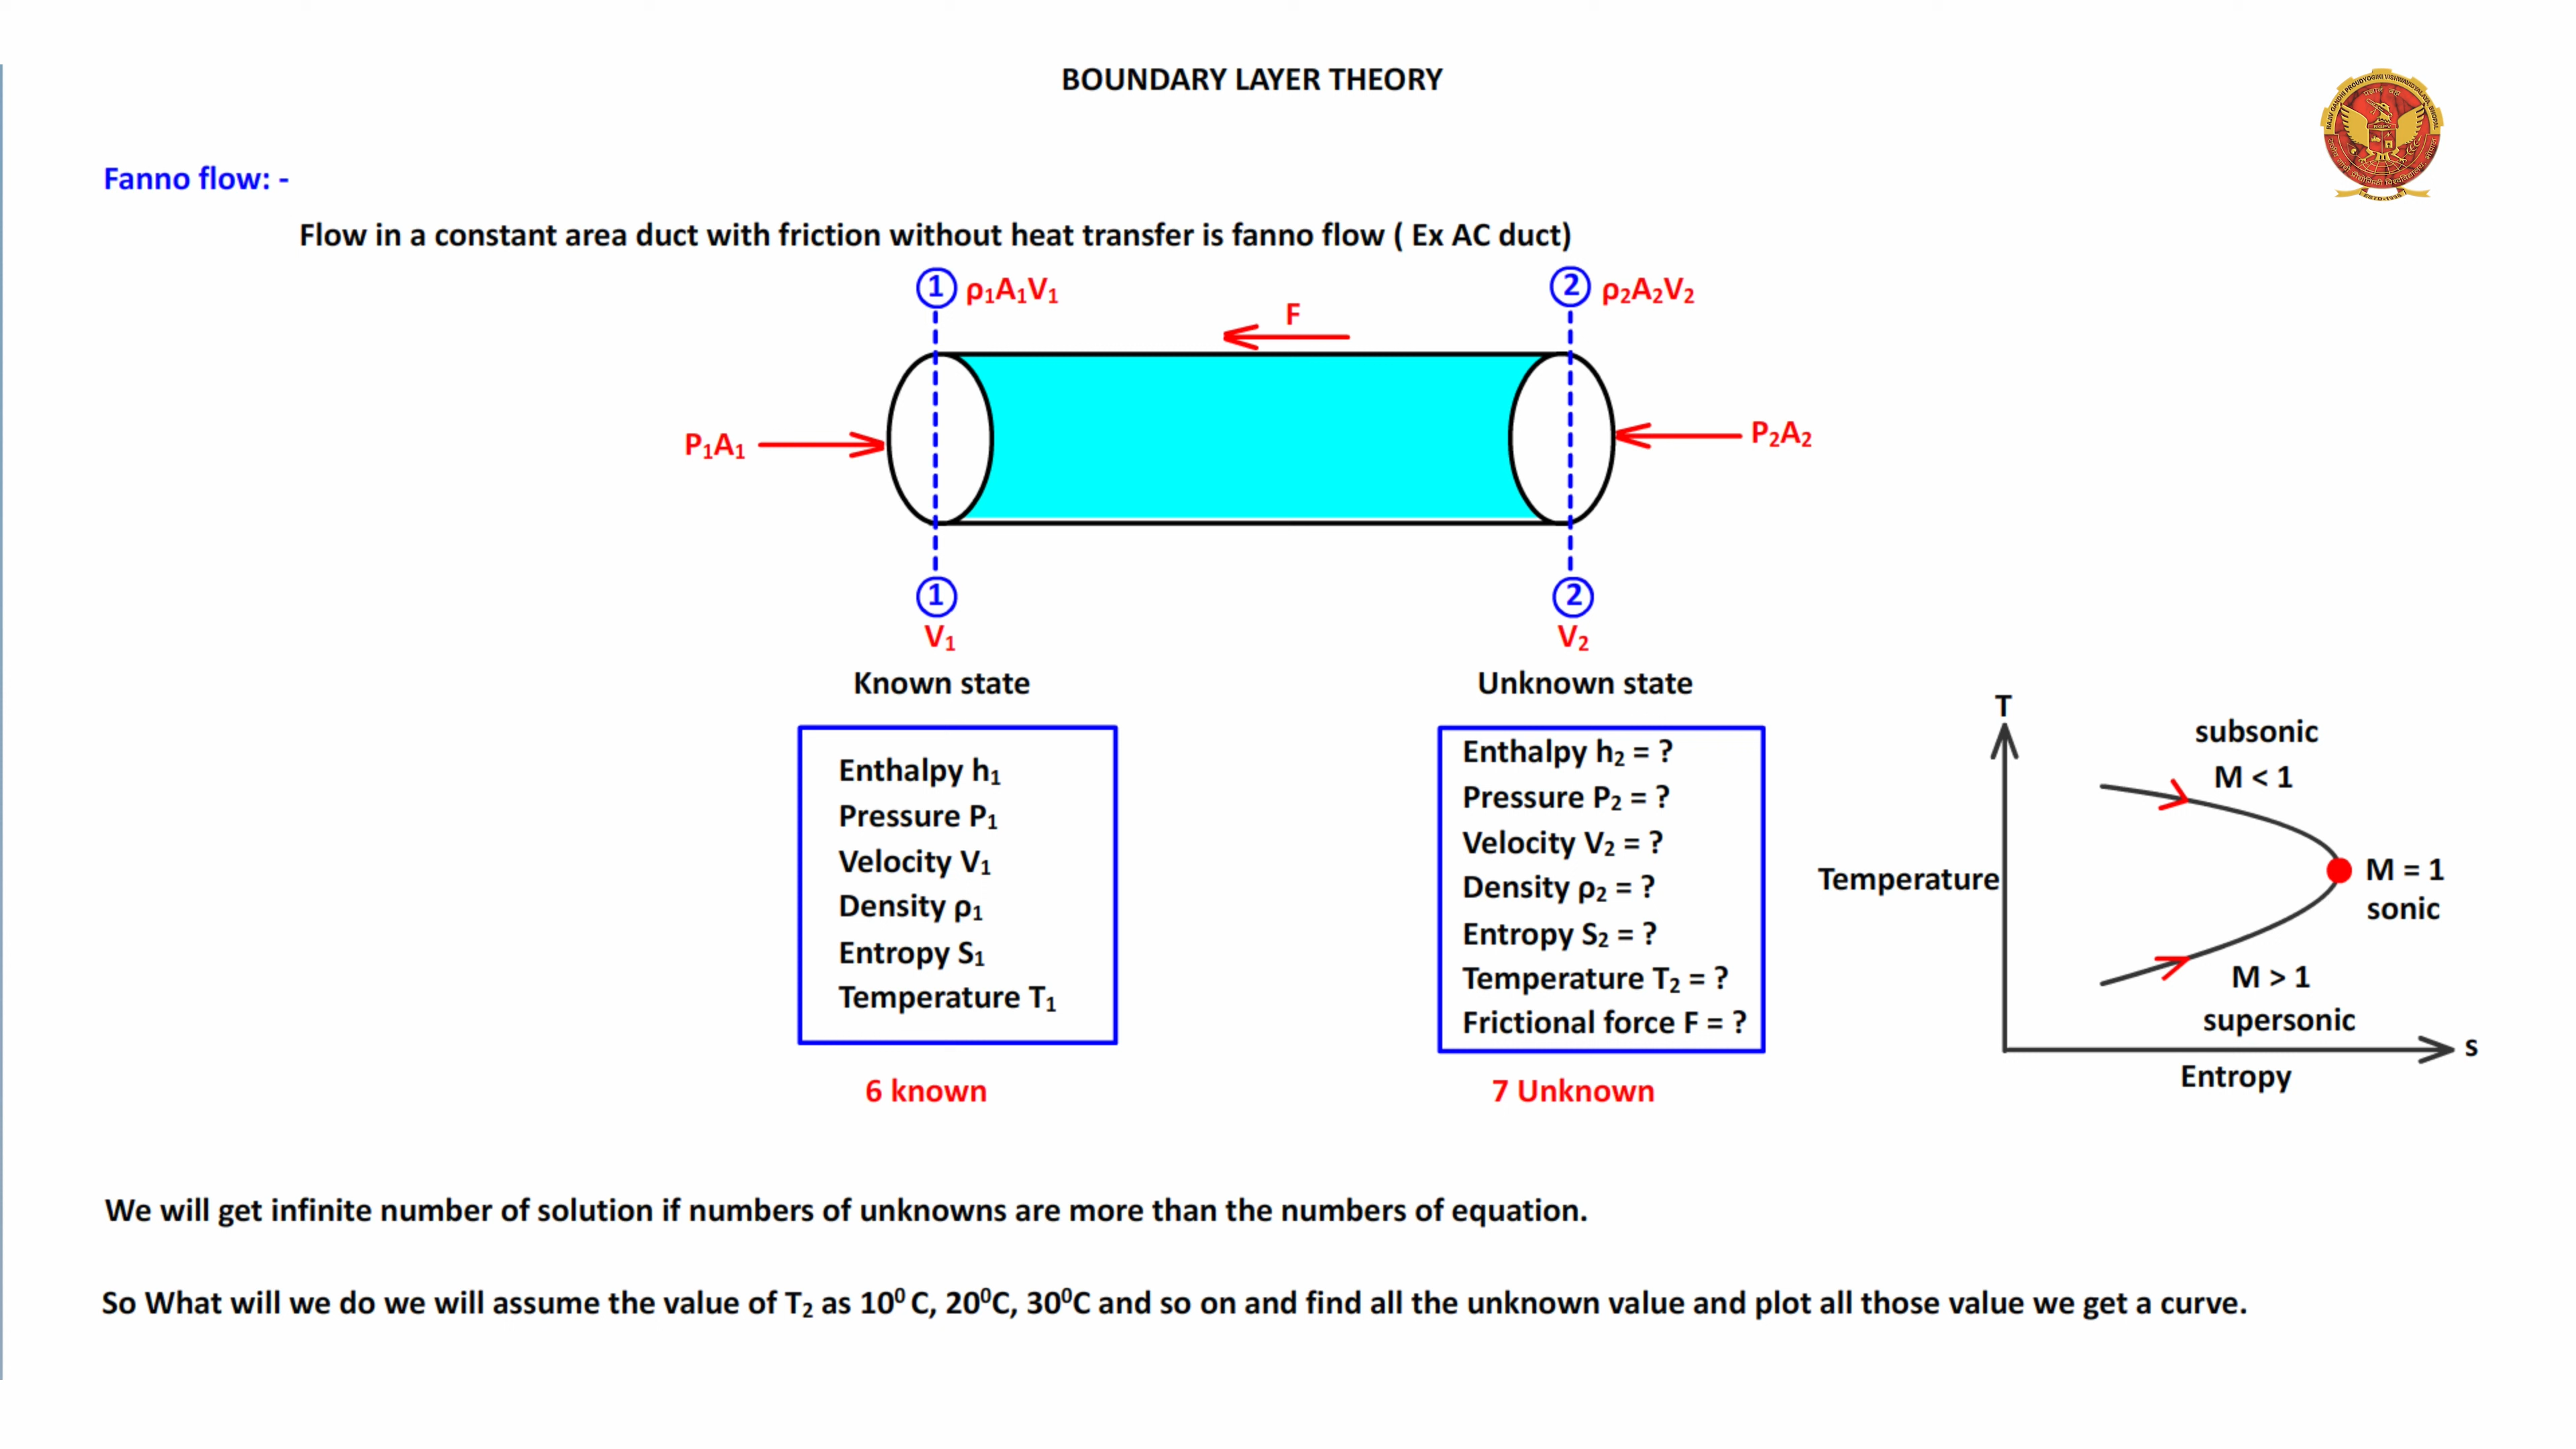 BOUNDARY LAYER THEORY
Fanno flow: -
Flow in a constant area duct with friction without heat transfer is fanno flow ( Ex AC duct)
1 ρ₁A₁V₁
2 ρ₂A₂V₂
F
P₁A₁
P₂A₂
1
2
V₁
V₂
Known state
Unknown state
Enthalpy h₁
Pressure P₁
Velocity V₁
Density ρ₁
Entropy S₁
Temperature T₁
6 known
Enthalpy h₂ = ?
Pressure P₂ = ?
Velocity V₂ = ?
Density ρ₂ = ?
Entropy S₂ = ?
Temperature T₂ = ?
Frictional force F = ?
7 Unknown
T
subsonic
M < 1
Temperature
M = 1
sonic
M > 1
supersonic
s
Entropy
We will get infinite number of solution if numbers of unknowns are more than the numbers of equation.
So What will we do we will assume the value of T₂ as 10⁰ C, 20⁰C, 30⁰C and so on and find all the unknown value and plot all those value we get a curve.